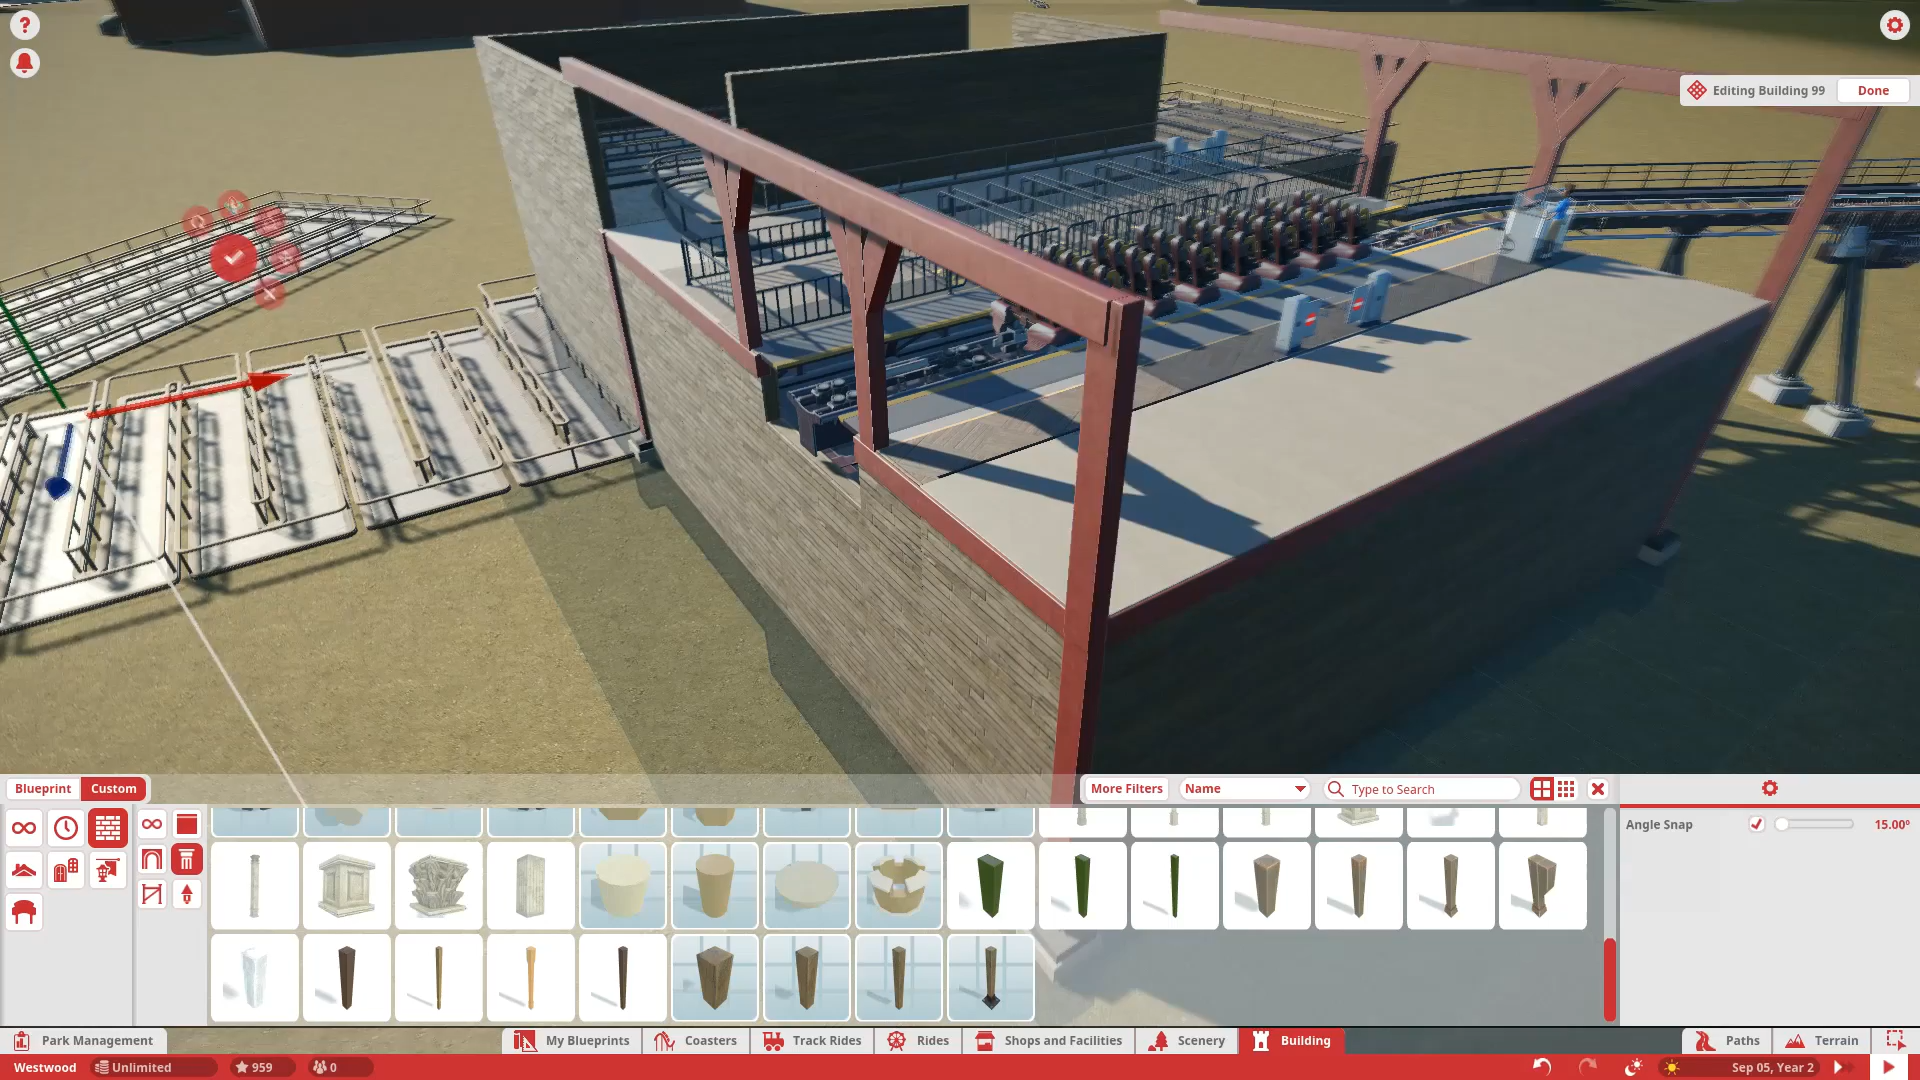 ?
Editing Building 99
Done
Blueprint
Custom
More Filters
Name
Type to Search
Angle Snap
15.00°
Park Management
My Blueprints
Coasters
Track Rides
Rides
Shops and Facilities
Scenery
Building
Paths
Terrain
Westwood
Unlimited
959
0
Sep 05, Year 2